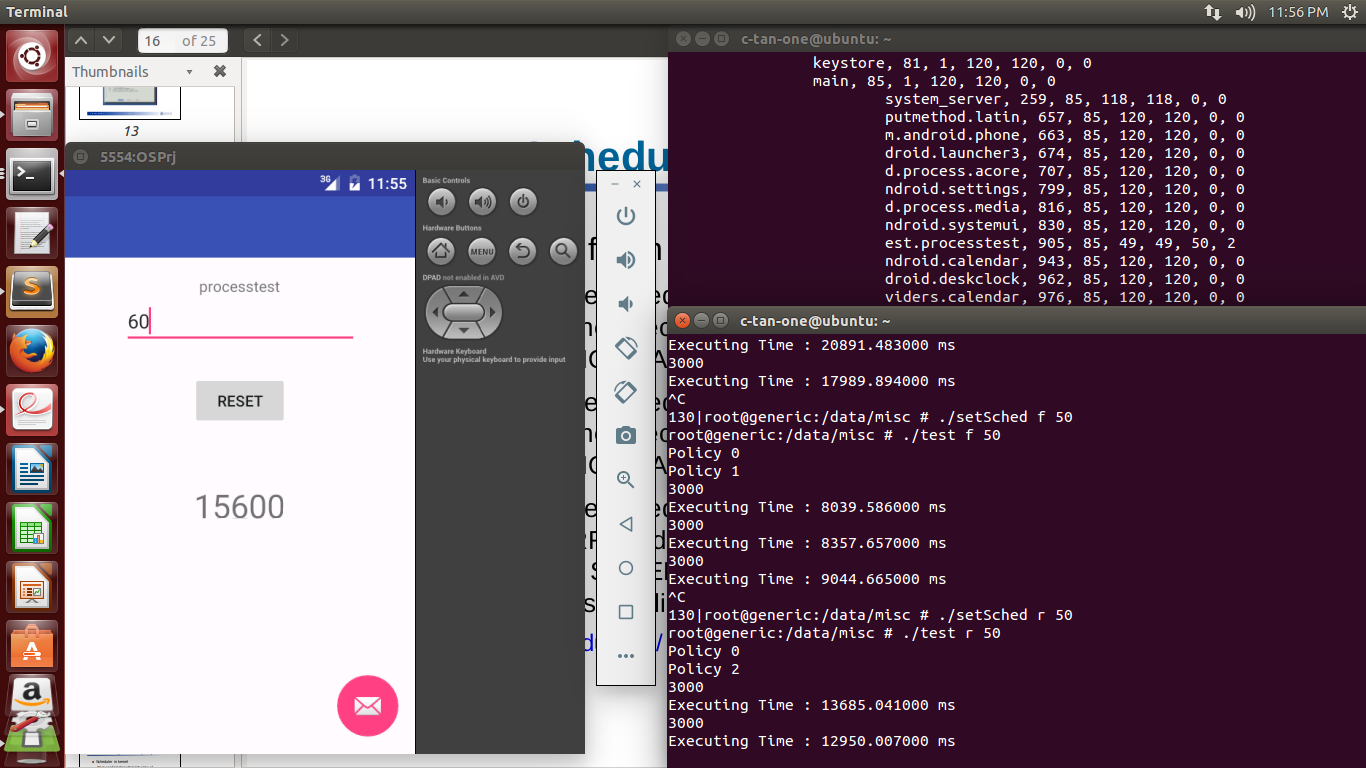 Terminal
11:56 PM
16 of 25
Thumbnails
13
hedu
c-tan-one@ubuntu: ~
keystore, 81, 1, 120, 120, 0, 0
main, 85, 1, 120, 120, 0, 0
system_server, 259, 85, 118, 118, 0, 0
putmethod.latin, 657, 85, 120, 120, 0, 0
m.android.phone, 663, 85, 120, 120, 0, 0
droid.launcher3, 674, 85, 120, 120, 0, 0
d.process.acore, 707, 85, 120, 120, 0, 0
ndroid.settings, 799, 85, 120, 120, 0, 0
d.process.media, 816, 85, 120, 120, 0, 0
ndroid.systemui, 830, 85, 120, 120, 0, 0
est.processtest, 905, 85, 49, 49, 50, 2
ndroid.calendar, 943, 85, 120, 120, 0, 0
droid.deskclock, 962, 85, 120, 120, 0, 0
viders.calendar, 976, 85, 120, 120, 0, 0
5554:OSPrj
3G 11:55
processtest
60
RESET
15600
Basic Controls
Hardware Buttons
MENU
DPAD not enabled in AVD
Hardware Keyboard
Use your physical keyboard to provide input
c-tan-one@ubuntu: ~
Executing Time : 20891.483000 ms
3000
Executing Time : 17989.894000 ms
^C
130|root@generic:/data/misc # ./setSched f 50
root@generic:/data/misc # ./test f 50
Policy 0
Policy 1
3000
Executing Time : 8039.586000 ms
3000
Executing Time : 8357.657000 ms
3000
Executing Time : 9044.665000 ms
^C
130|root@generic:/data/misc # ./setSched r 50
root@generic:/data/misc # ./test r 50
Policy 0
Policy 2
3000
Executing Time : 13685.041000 ms
3000
Executing Time : 12950.007000 ms